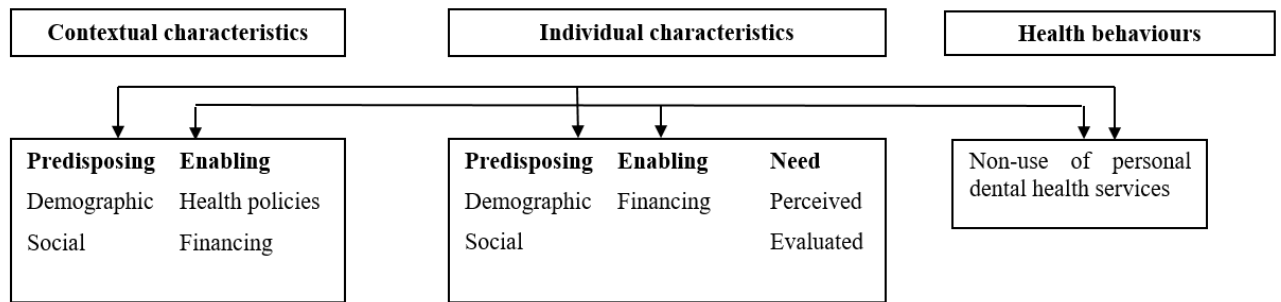 Contextual characteristics
Individual characteristics
Health behaviours
Predisposing Enabling
Demographic Health policies
Social Financing
Predisposing Enabling Need
Demographic Financing Perceived
Social Evaluated
Non-use of personal
dental health services